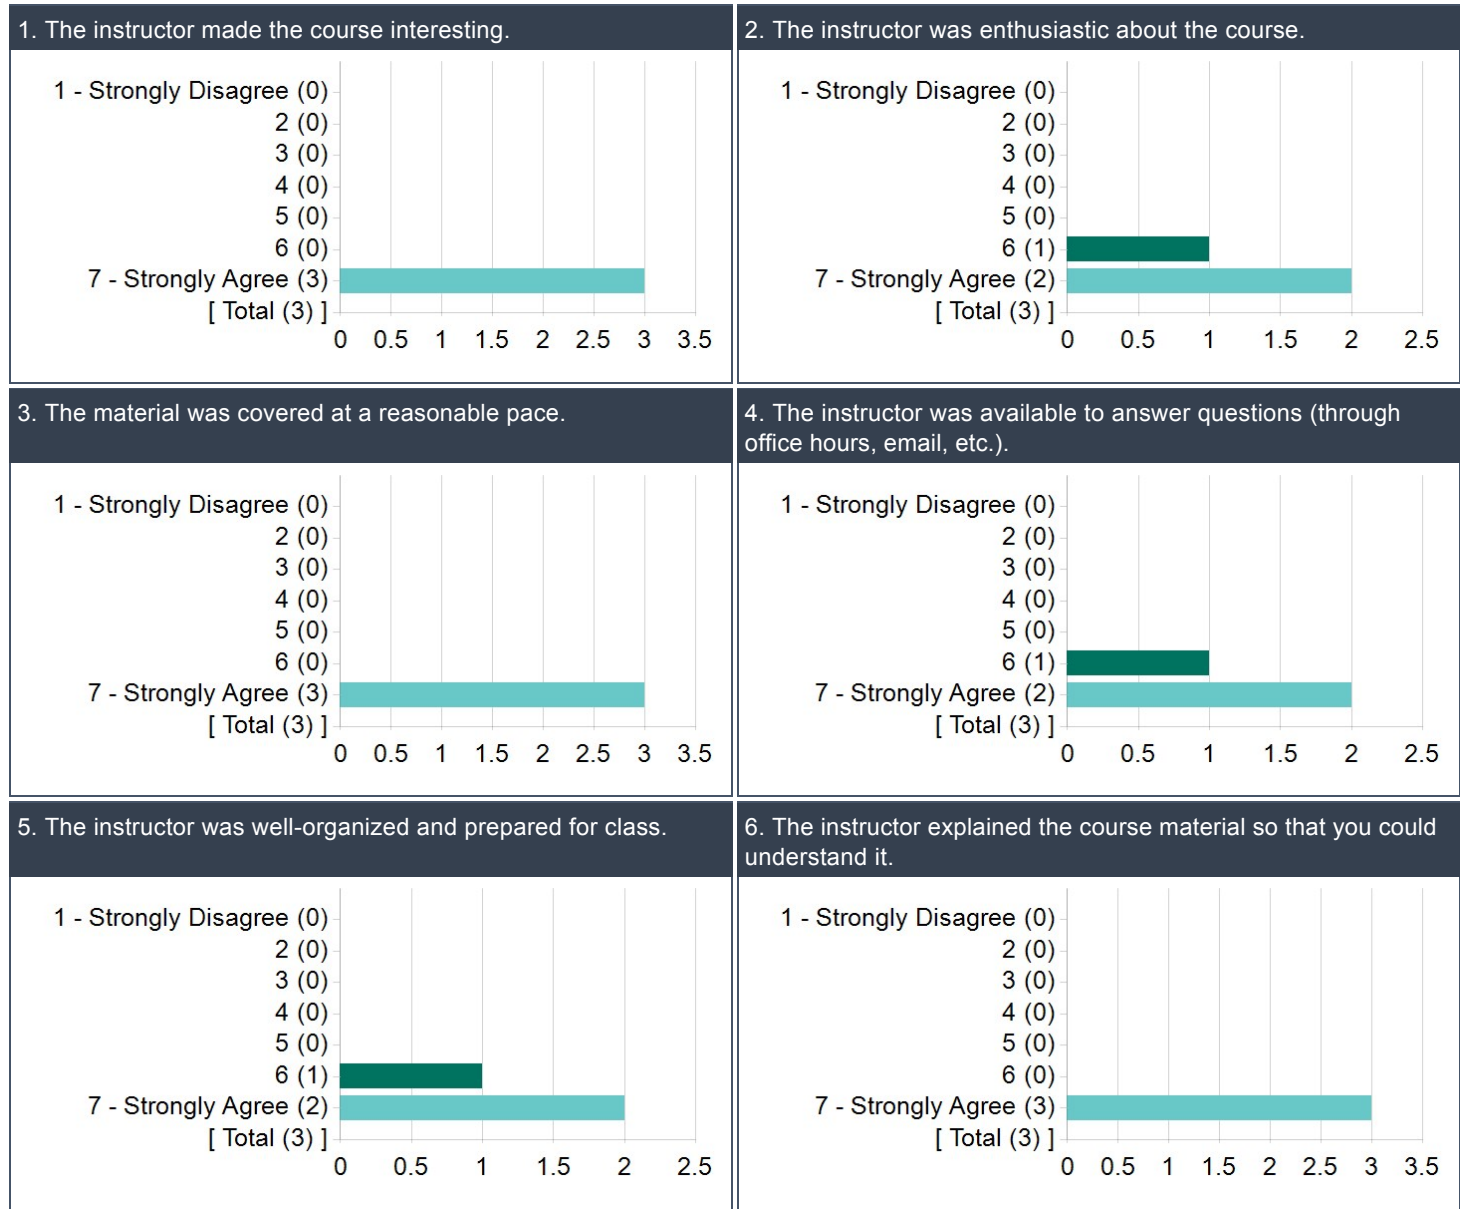 1. The instructor made the course interesting.
1 - Strongly Disagree (0)
2 (0)
3 (0)
4 (0)
5 (0)
6 (0)
7 - Strongly Agree (3)
[ Total (3) ]
0 0.5 1 1.5 2 2.5 3 3.5
2. The instructor was enthusiastic about the course.
1 - Strongly Disagree (0)
2 (0)
3 (0)
4 (0)
5 (0)
6 (1)
7 - Strongly Agree (2)
[ Total (3) ]
0 0.5 1 1.5 2 2.5
3. The material was covered at a reasonable pace.
1 - Strongly Disagree (0)
2 (0)
3 (0)
4 (0)
5 (0)
6 (0)
7 - Strongly Agree (3)
[ Total (3) ]
0 0.5 1 1.5 2 2.5 3 3.5
4. The instructor was available to answer questions (through
office hours, email, etc.).
1 - Strongly Disagree (0)
2 (0)
3 (0)
4 (0)
5 (0)
6 (1)
7 - Strongly Agree (2)
[ Total (3) ]
0 0.5 1 1.5 2 2.5
5. The instructor was well-organized and prepared for class.
1 - Strongly Disagree (0)
2 (0)
3 (0)
4 (0)
5 (0)
6 (1)
7 - Strongly Agree (2)
[ Total (3) ]
0 0.5 1 1.5 2 2.5
6. The instructor explained the course material so that you could
understand it.
1 - Strongly Disagree (0)
2 (0)
3 (0)
4 (0)
5 (0)
6 (0)
7 - Strongly Agree (3)
[ Total (3) ]
0 0.5 1 1.5 2 2.5 3 3.5